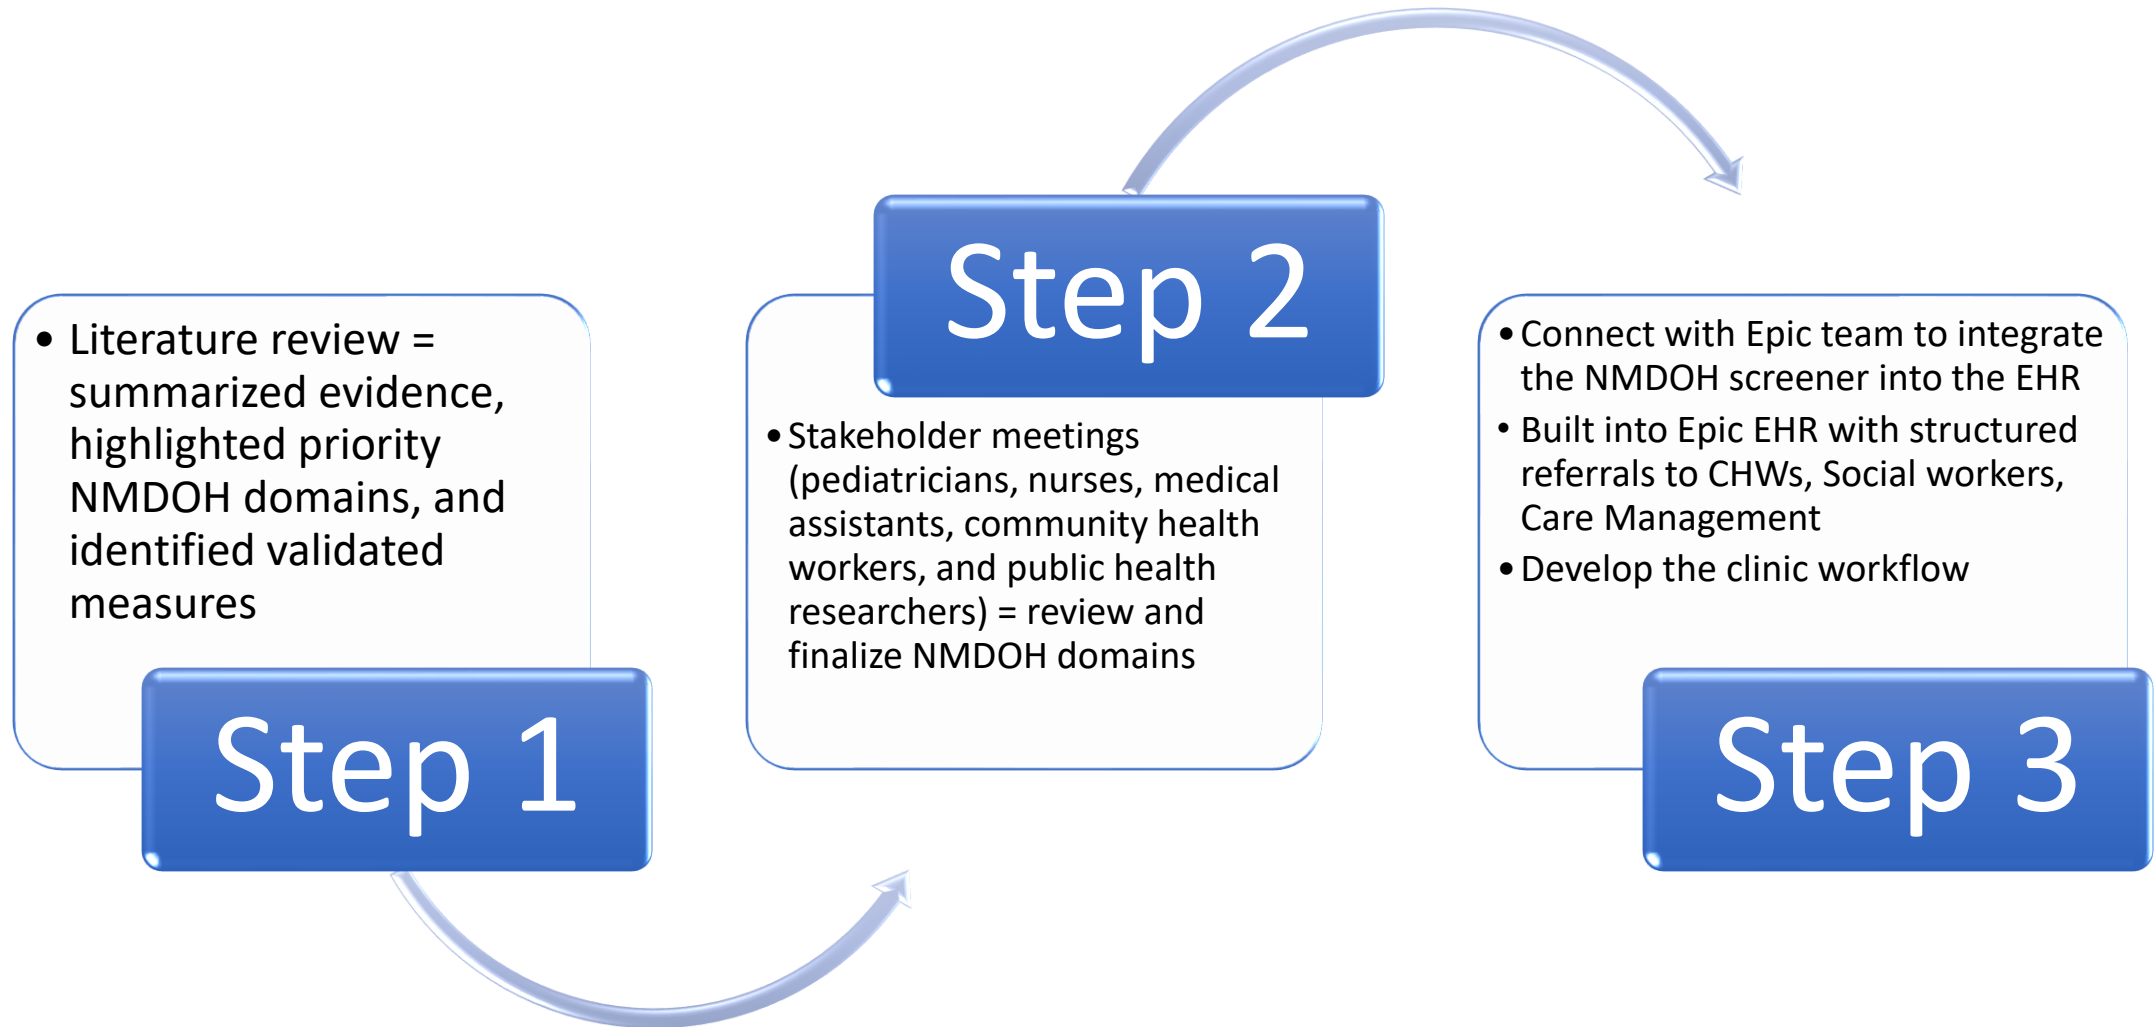 • Literature review =
summarized evidence,
highlighted priority
NMDOH domains, and
identified validated
measures
Step 1
Step 2
• Stakeholder meetings
(pediatricians, nurses, medical
assistants, community health
workers, and public health
researchers) = review and
finalize NMDOH domains
• Connect with Epic team to integrate
the NMDOH screener into the EHR
• Built into Epic EHR with structured
referrals to CHWs, Social workers,
Care Management
• Develop the clinic workflow
Step 3